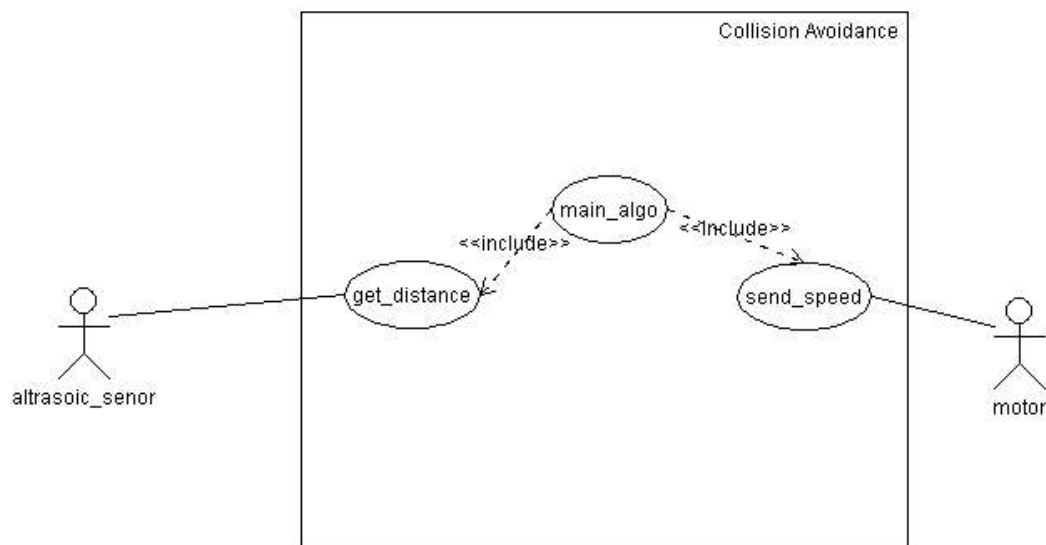 Collision Avoidance
main_algo
<<include>>
<<include>>
get_distance
send_speed
altrasoic_senor
motor